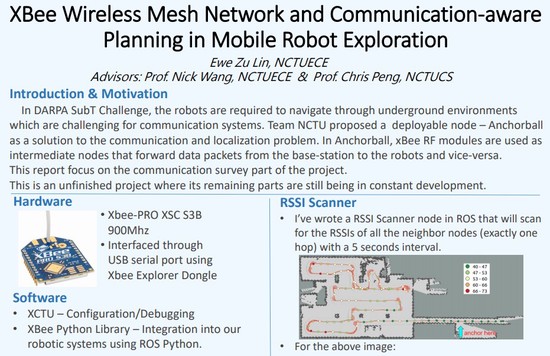 XBee Wireless Mesh Network and Communication-aware
Planning in Mobile Robot Exploration
Ewe Zu Lin, NCTUECE
Advisors: Prof. Nick Wang, NCTUECE & Prof. Chris Peng, NCTUCS
Introduction & Motivation
In DARPA SubT Challenge, the robots are required to navigate through underground environments
which are challenging for communication systems. Team NCTU proposed a deployable node – Anchorball
as a solution to the communication and localization problem. In Anchorball, xBee RF modules are used as
intermediate nodes that forward data packets from the base-station to the robots and vice-versa.
This report focus on the communication survey part of the project.
This is an unfinished project where its remaining parts are still being in constant development.
Hardware
• Xbee-PRO XSC S3B
900Mhz
• Interfaced through
USB serial port using
Xbee Explorer Dongle
XBee
PRO S3B
Software
• XCTU – Configuration/Debugging
• XBee Python Library – Integration into our
robotic systems using ROS Python.
RSSI Scanner
• I've wrote a RSSI Scanner node in ROS that will scan
for the RSSIs of all the neighbor nodes (exactly one
hop) with a 5 seconds interval.
40 - 47
47 - 53
53 - 60
60 - 66
66 - 73
anchor here
• For the above image: